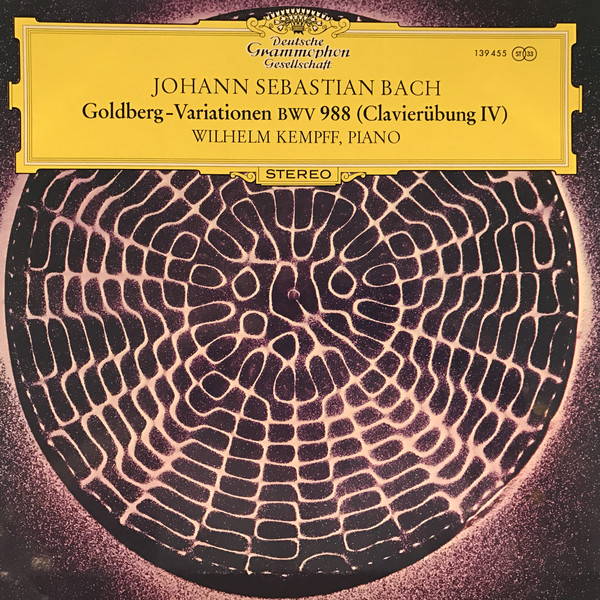 Deutsche
Grammophon
Gesellschaft
139 455 ST 33
JOHANN SEBASTIAN BACH
Goldberg-Variationen BWV 988 (Clavierübung IV)
WILHELM KEMPFF, PIANO
STEREO